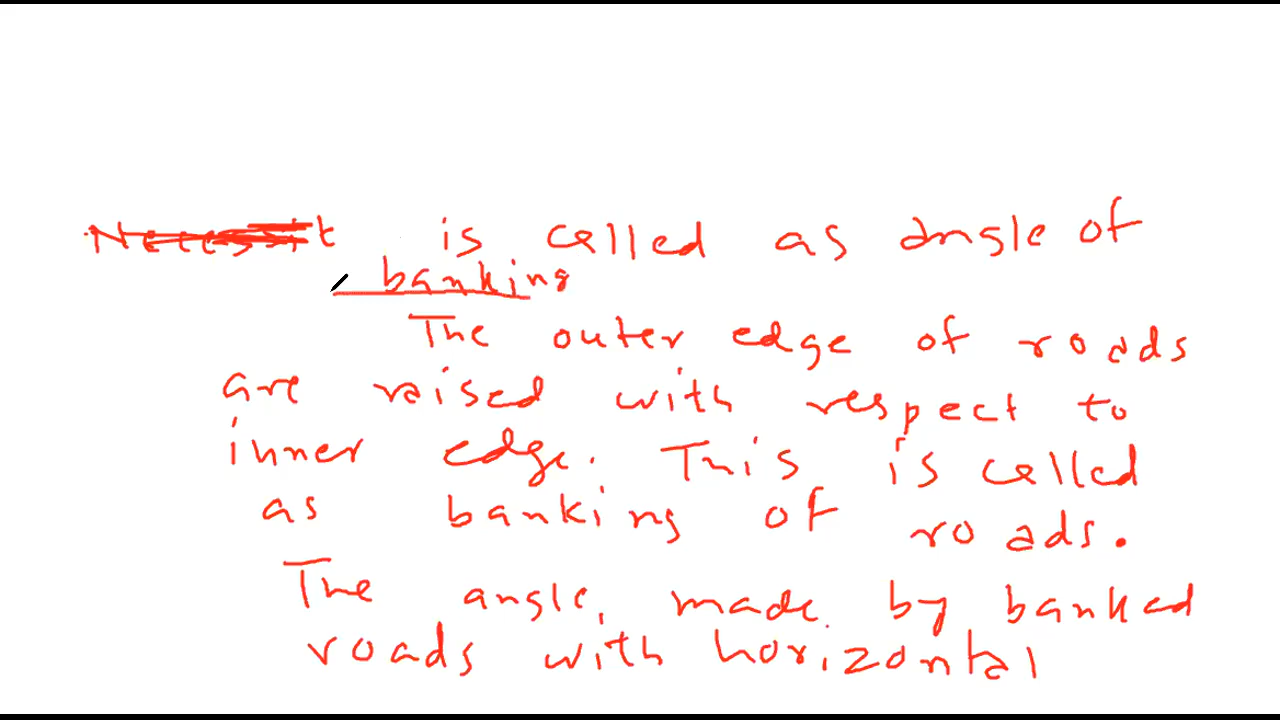 is called as angle of
banking
The outer edge of roads
are raised with respect to
inner edge. This is called
as banking of roads.
The angle, made by banked
roads with horizontal